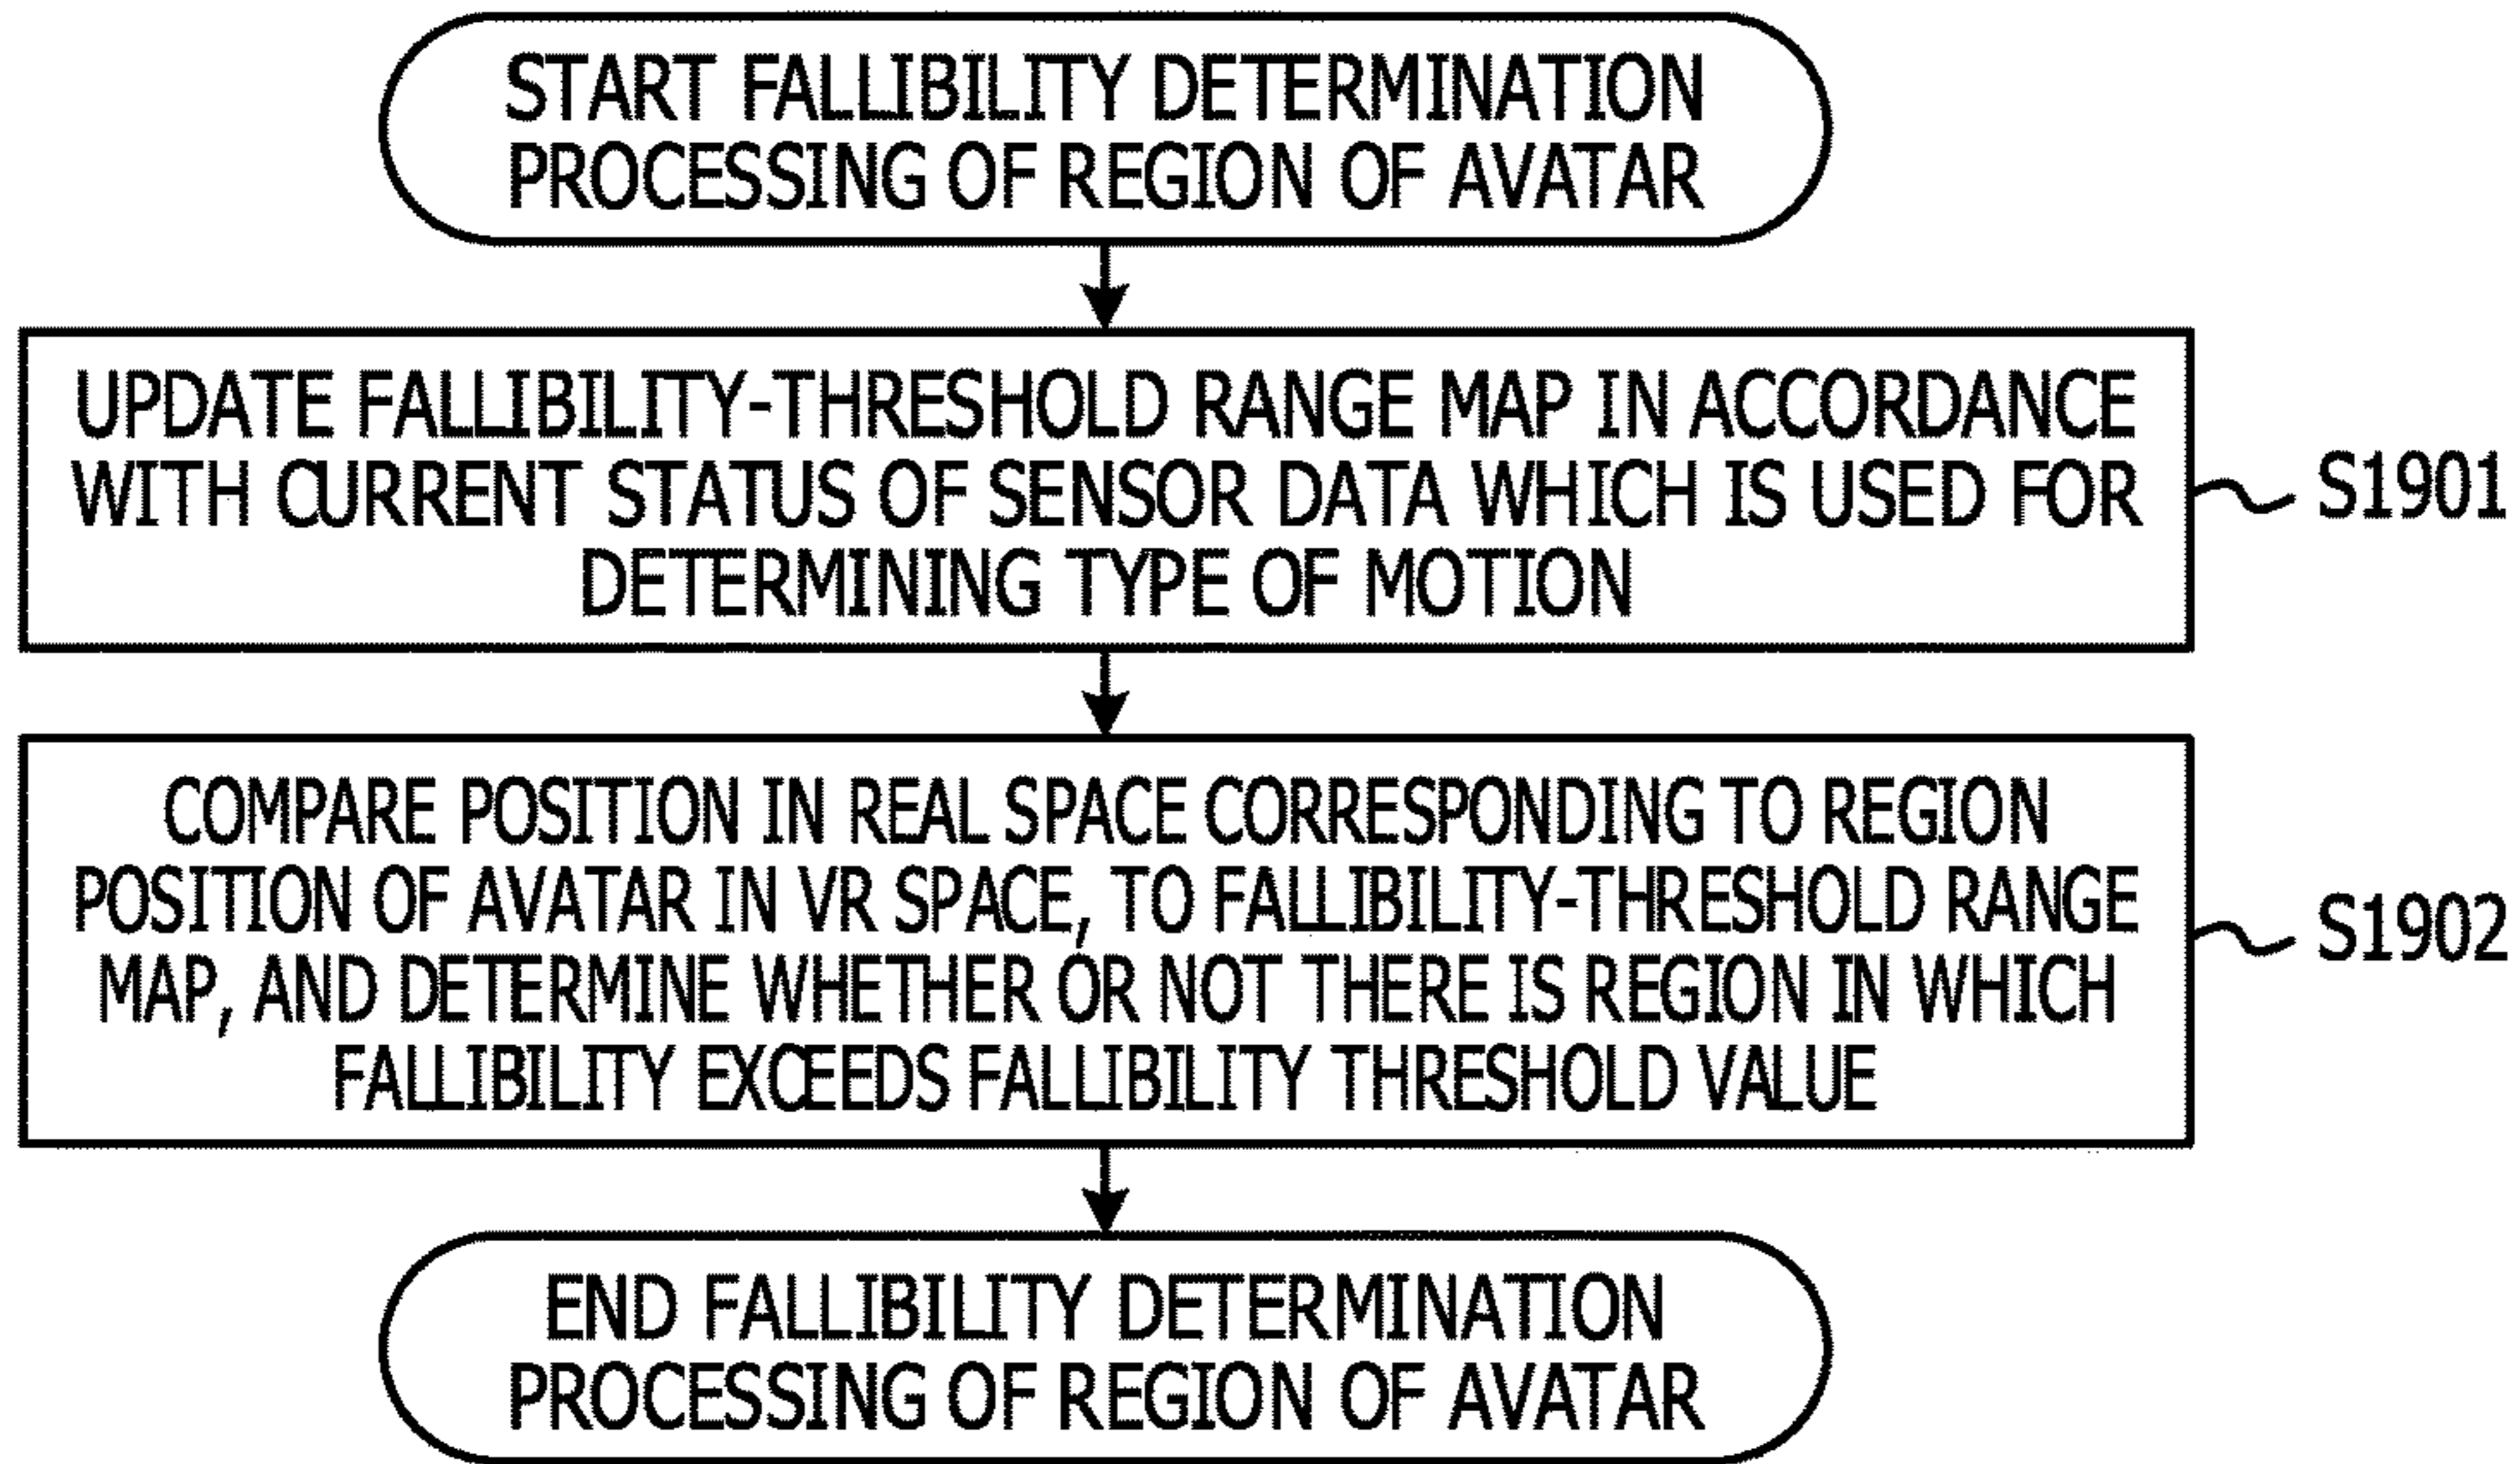 START FALLIBILITY DETERMINATION
PROCESSING OF REGION OF AVATAR
UPDATE FALLIBILITY-THRESHOLD RANGE MAP IN ACCORDANCE
WITH CURRENT STATUS OF SENSOR DATA WHICH IS USED FOR
DETERMINING TYPE OF MOTION
S1901
COMPARE POSITION IN REAL SPACE CORRESPONDING TO REGION
POSITION OF AVATAR IN VR SPACE, TO FALLIBILITY-THRESHOLD RANGE
MAP, AND DETERMINE WHETHER OR NOT THERE IS REGION IN WHICH
FALLIBILITY EXCEEDS FALLIBILITY THRESHOLD VALUE
S1902
END FALLIBILITY DETERMINATION
PROCESSING OF REGION OF AVATAR